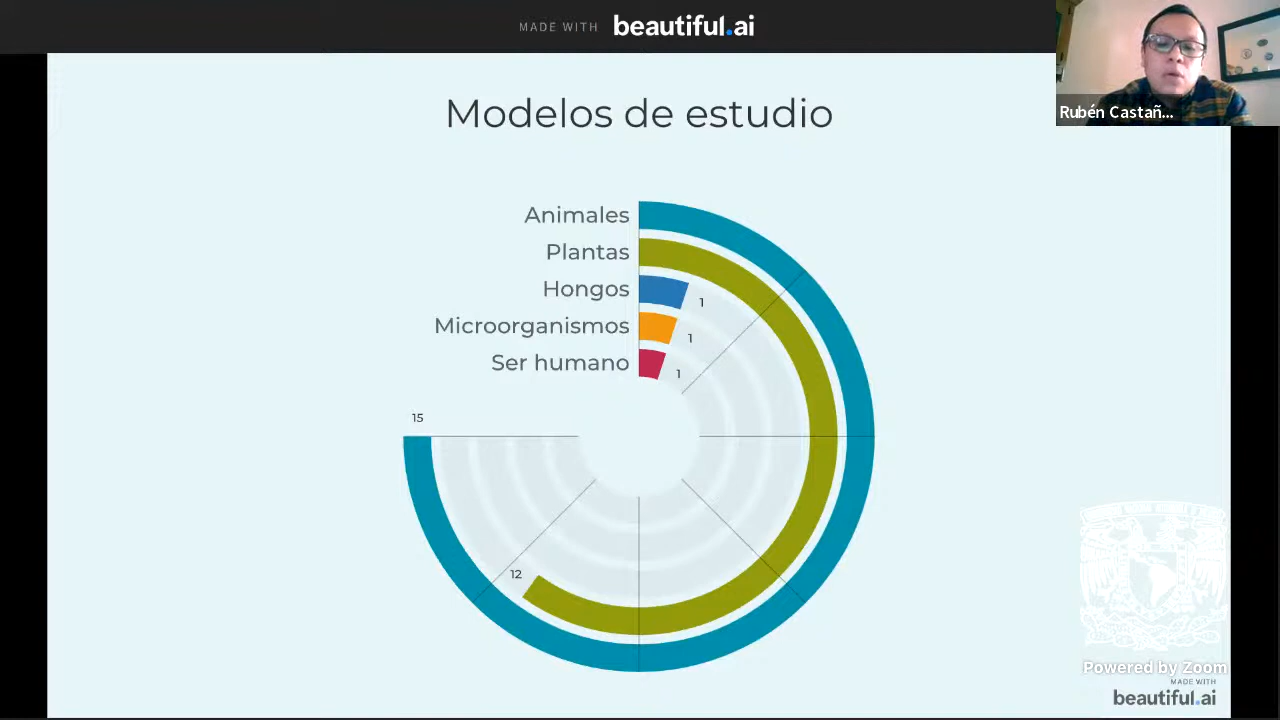 MADE WITH beautiful.ai
Rubén Castañ...
Modelos de estudio
Animales
Plantas
Hongos
1
Microorganismos
1
Ser humano
1
15
12
Powered by Zoom
MADE WITH
beautiful.ai